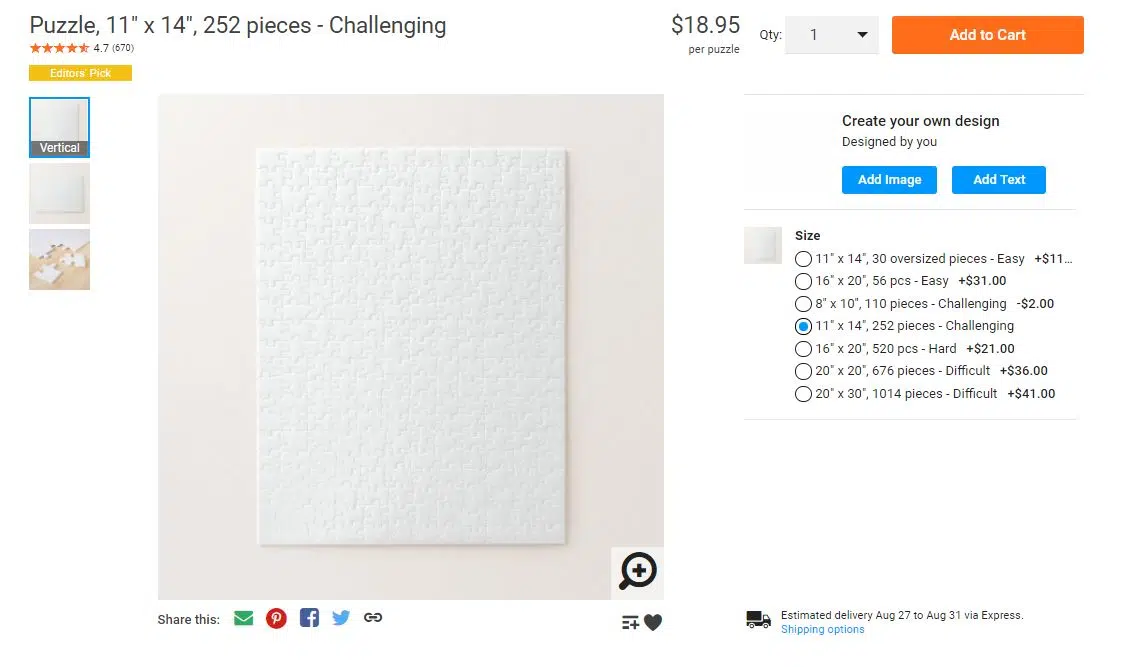 Puzzle, 11" x 14", 252 pieces - Challenging
4.7 (670)
Editors' Pick
$18.95
per puzzle
Qty:
1
Add to Cart
Vertical
Create your own design
Designed by you
Add Image
Add Text
Size
11" x 14", 30 oversized pieces - Easy +$11...
16" x 20", 56 pcs - Easy +$31.00
8" x 10", 110 pieces - Challenging -$2.00
11" x 14", 252 pieces - Challenging
16" x 20", 520 pcs - Hard +$21.00
20" x 20", 676 pieces - Difficult +$36.00
20" x 30", 1014 pieces - Difficult +$41.00
Share this:
Estimated delivery Aug 27 to Aug 31 via Express.
Shipping options